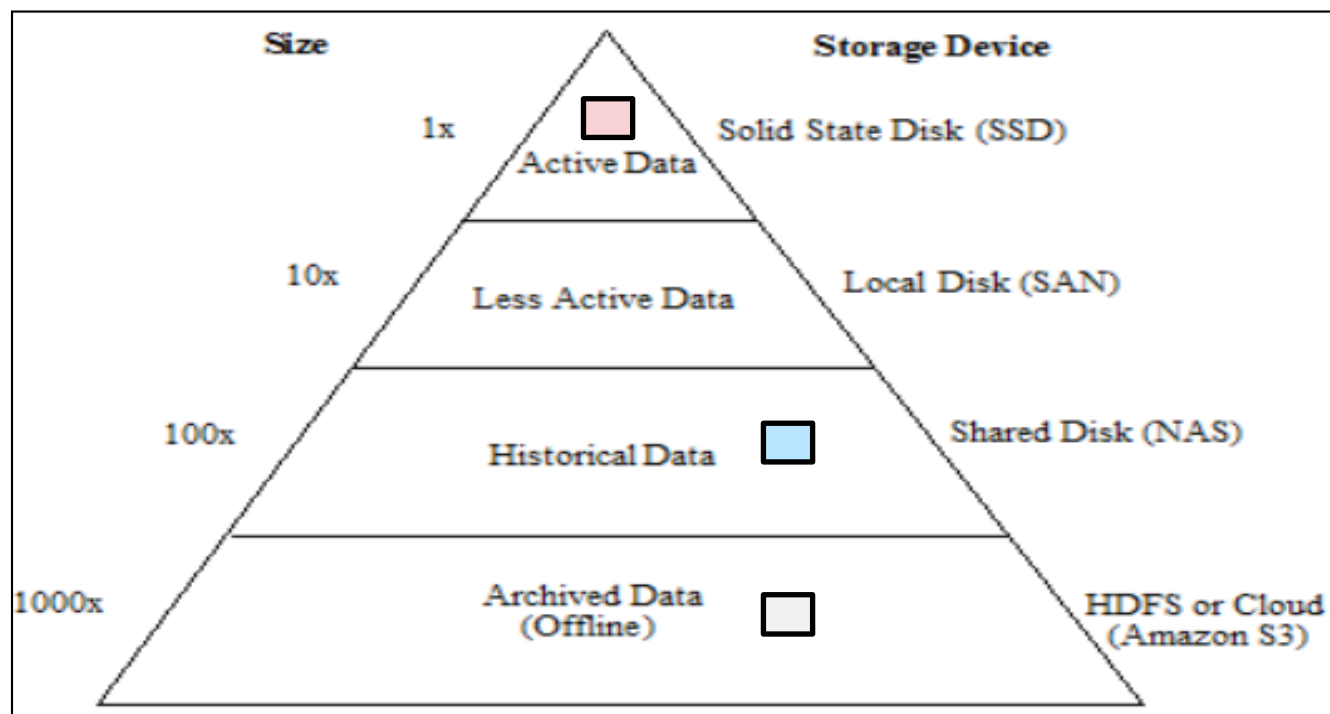 Size
Storage Device
1x
Solid State Disk (SSD)
Active Data
10x
Local Disk (SAN)
Less Active Data
100x
Shared Disk (NAS)
Historical Data
1000x
Archived Data
(Offline)
HDFS or Cloud
(Amazon S3)